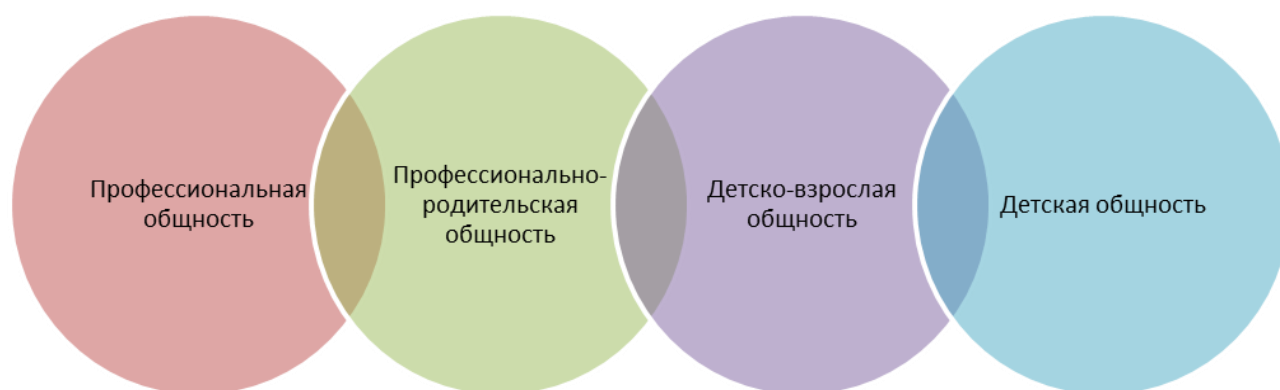 Профессиональная
общность
Профессионально-
родительская
общность
Детско-взрослая
общность
Детская общность